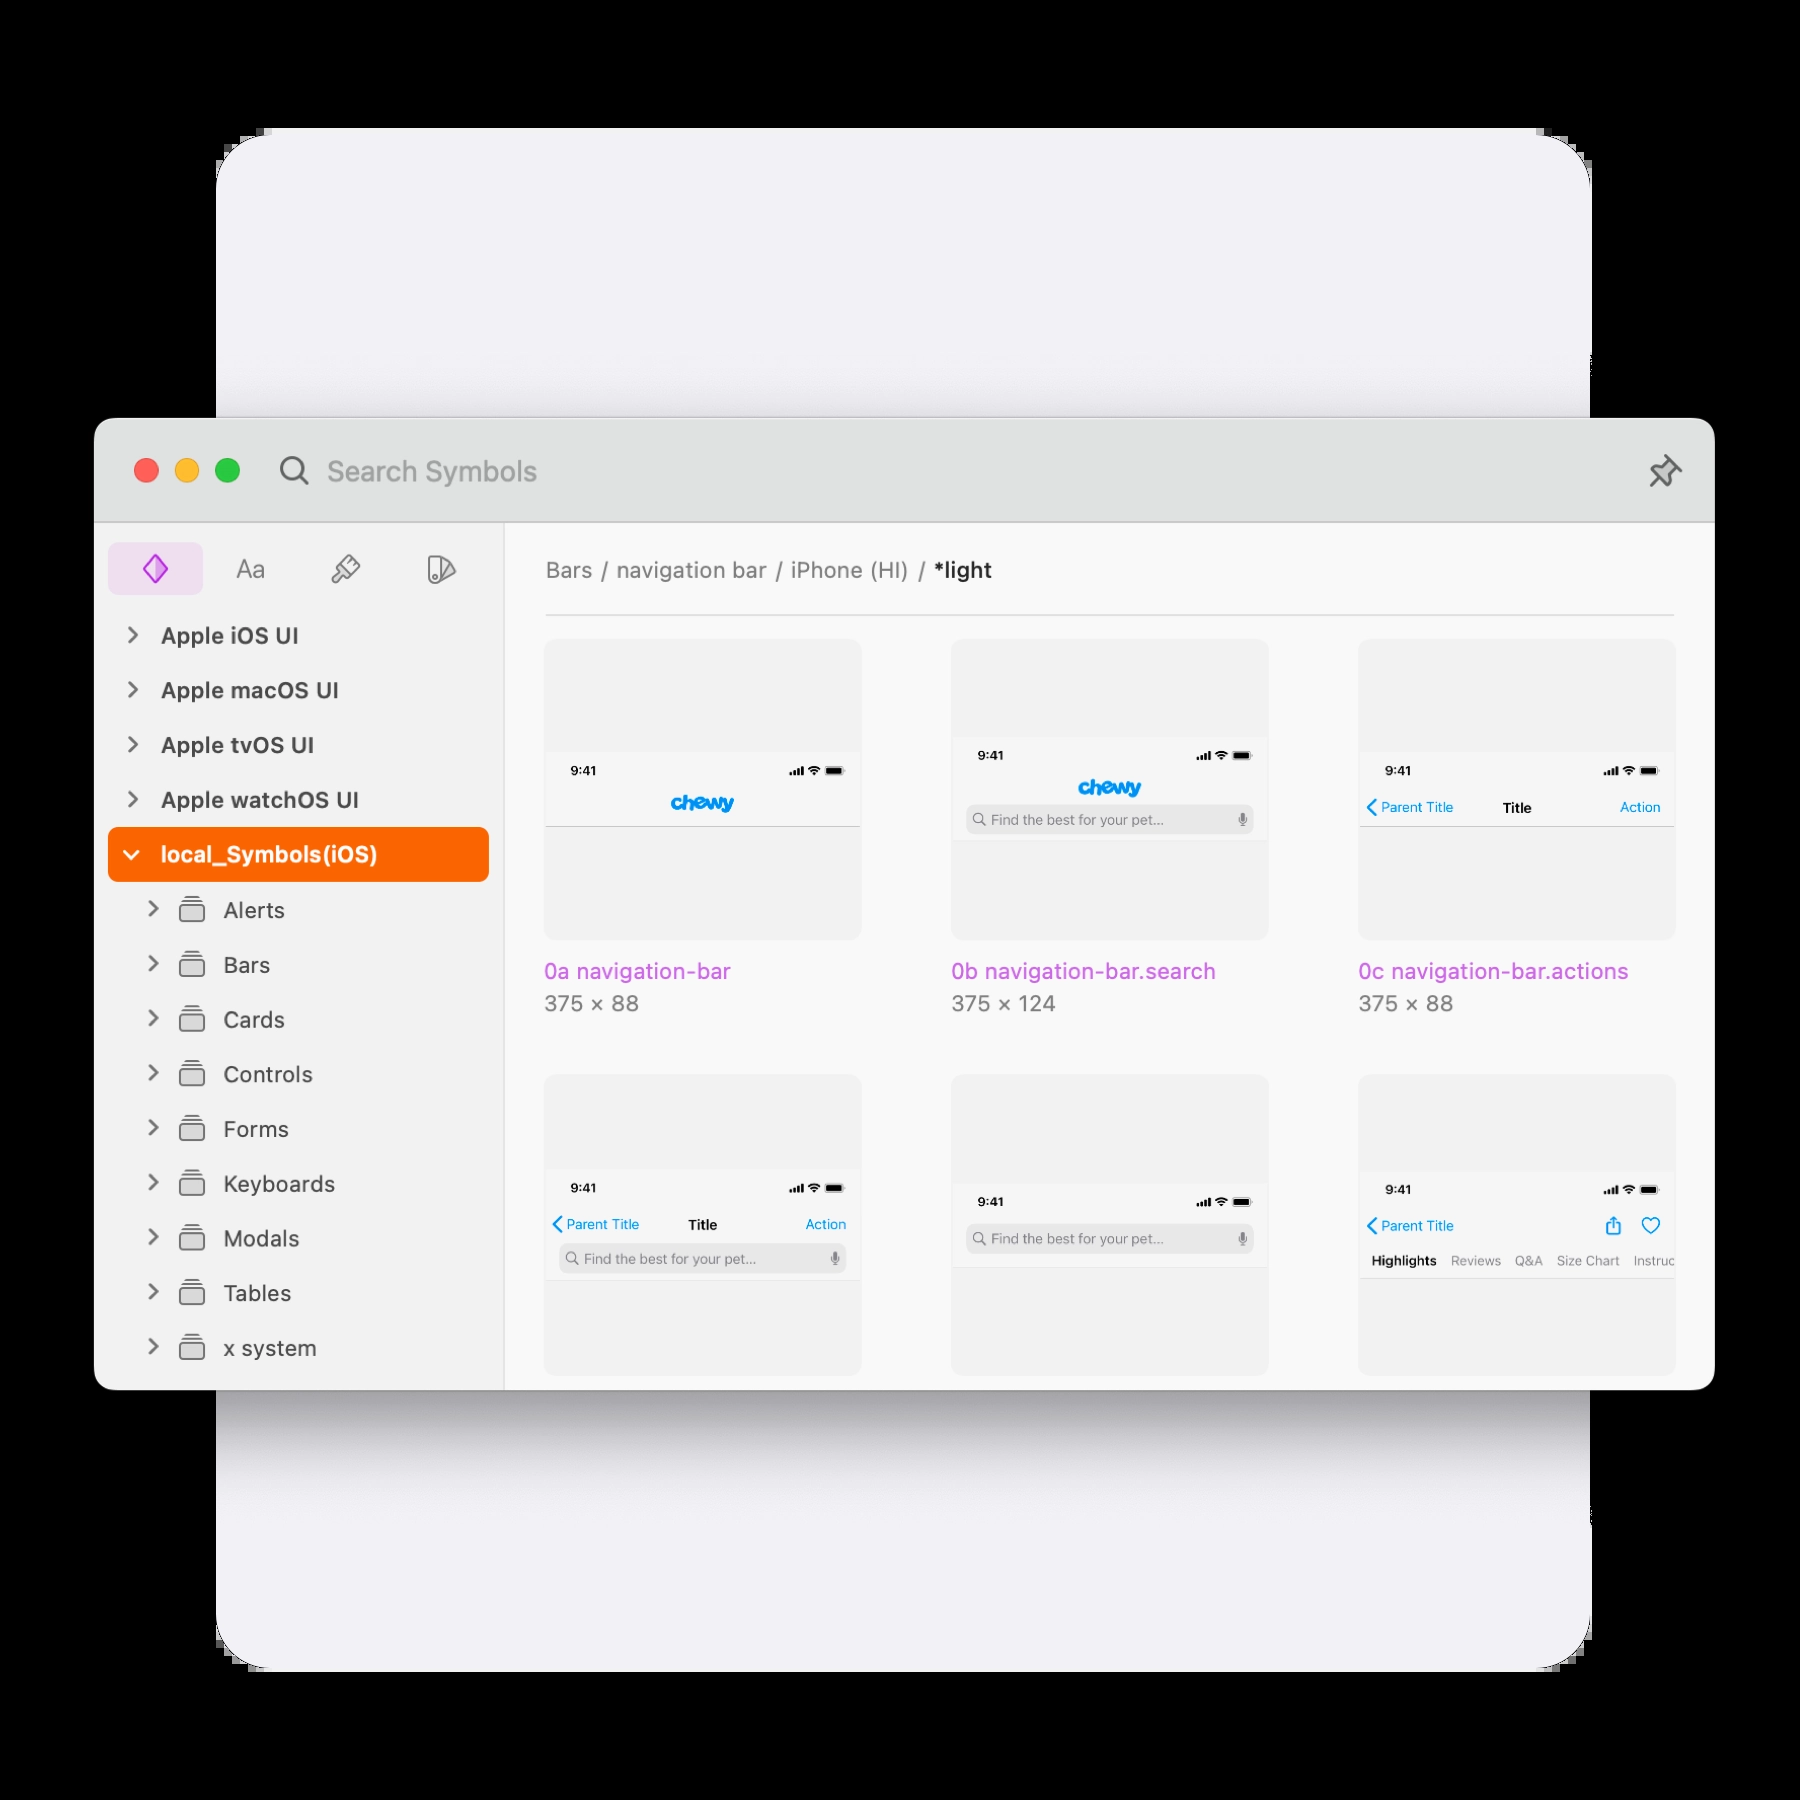 Search Symbols
Aa
Apple iOS UI
Apple macOS UI
Apple tvOS UI
Apple watchOS UI
local_Symbols(iOS)
Alerts
Bars
Cards
Controls
Forms
Keyboards
Modals
Tables
x system
Bars / navigation bar / iPhone (HI) / *light
9:41
chewy
0a navigation-bar
375 × 88
9:41
chewy
Find the best for your pet...
0b navigation-bar.search
375 × 124
9:41
Parent Title Title Action
0c navigation-bar.actions
375 × 88
9:41
Parent Title Title Action
Find the best for your pet...
9:41
Find the best for your pet...
9:41
Parent Title
Highlights Reviews Q&A Size Chart Instruc